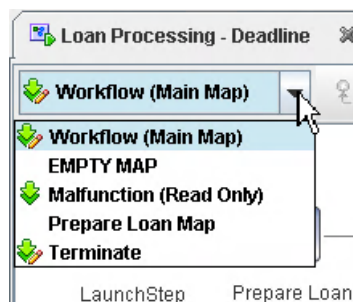 Loan Processing - Deadline
Workflow (Main Map)
Workflow (Main Map)
EMPTY MAP
Malfunction (Read Only)
Prepare Loan Map
Terminate
LaunchStep Prepare Loan